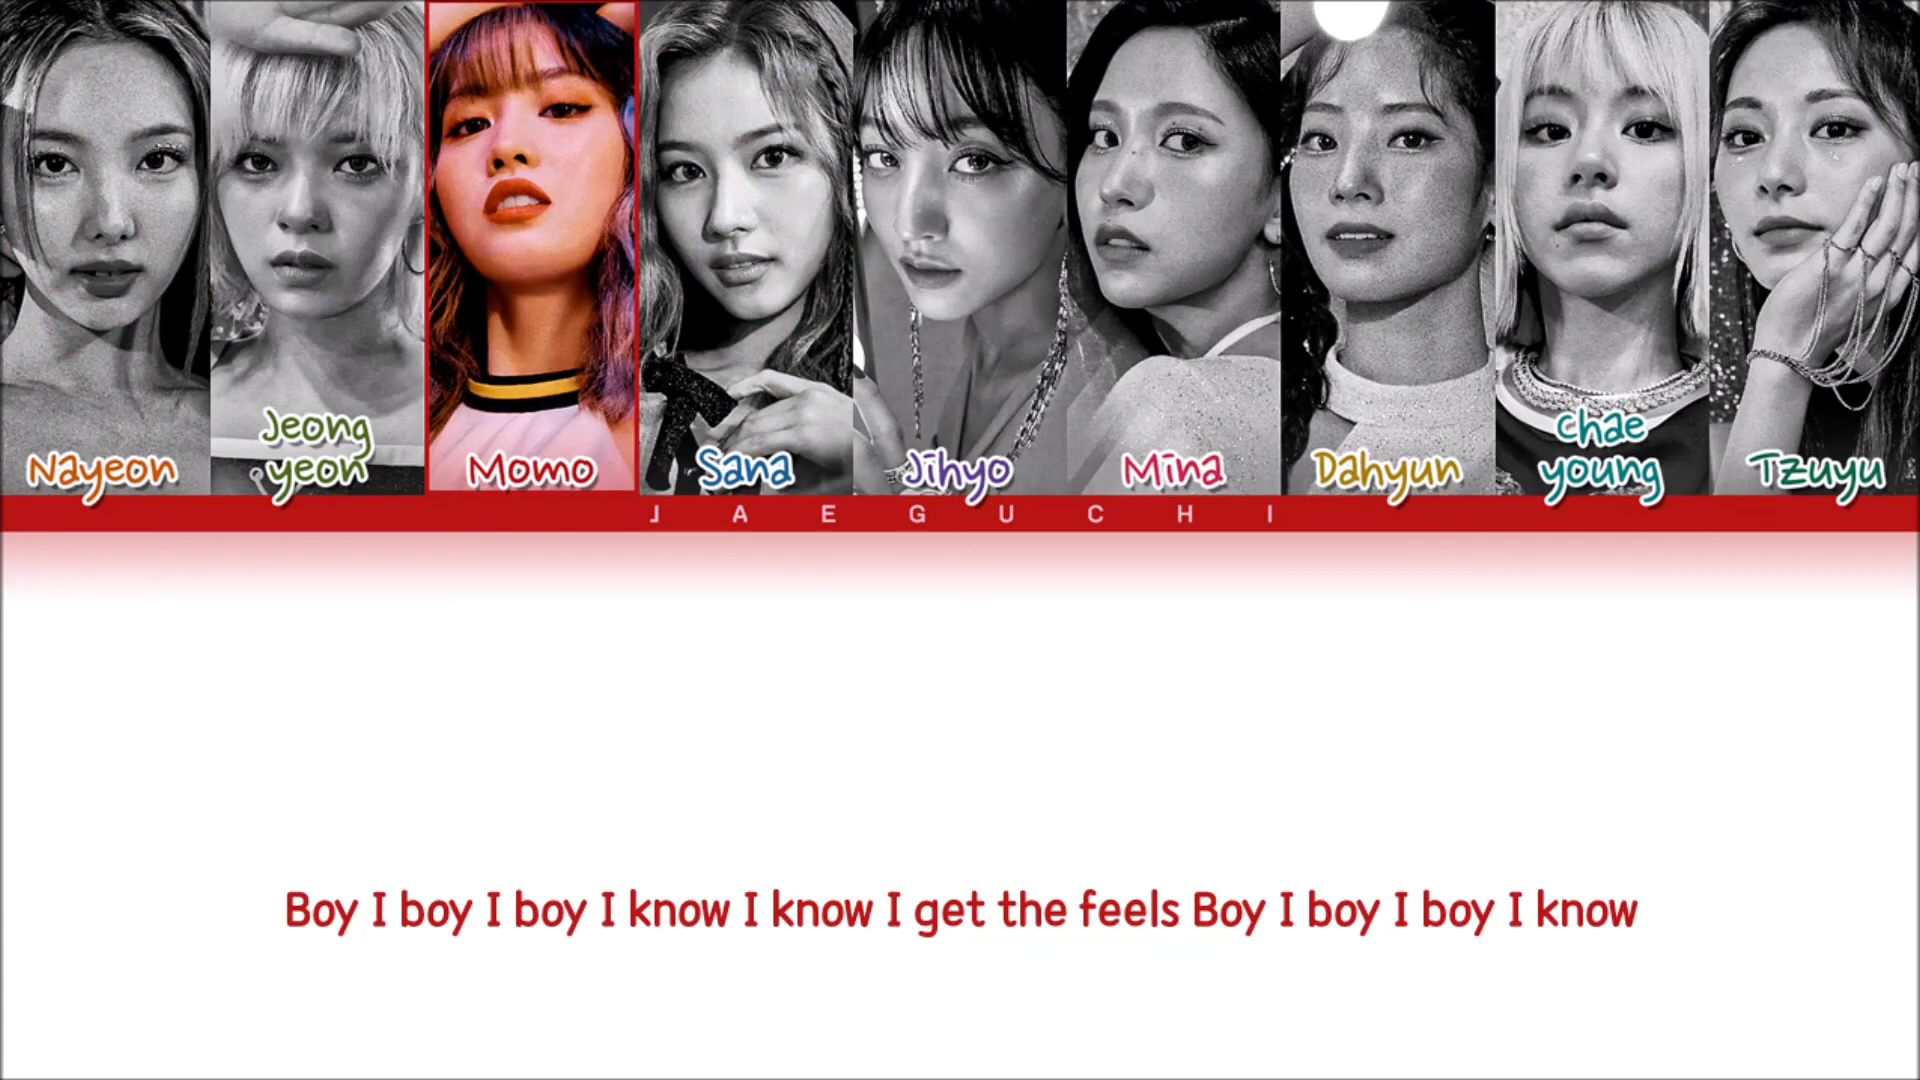 Nayeon
Jeong
yeon
Momo
Sana
Jihyo
Mina
Dahyun
chae
young
Tzuyu
JAEGUCHI
Boy I boy I boy I know I know I get the feels Boy I boy I boy I know